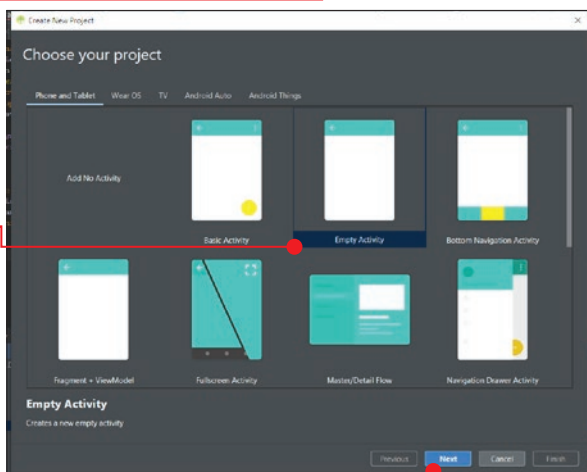 Create New Project
Choose your project
Phone and Tablet Wear OS TV Android Auto Android Things
Add No Activity
Basic Activity
Empty Activity
Bottom Navigation Activity
Fragment + ViewModel
Fullscreen Activity
Master/Detail Flow
Navigation Drawer Activity
Empty Activity
Creates a new empty activity
Previous Next Cancel Finish